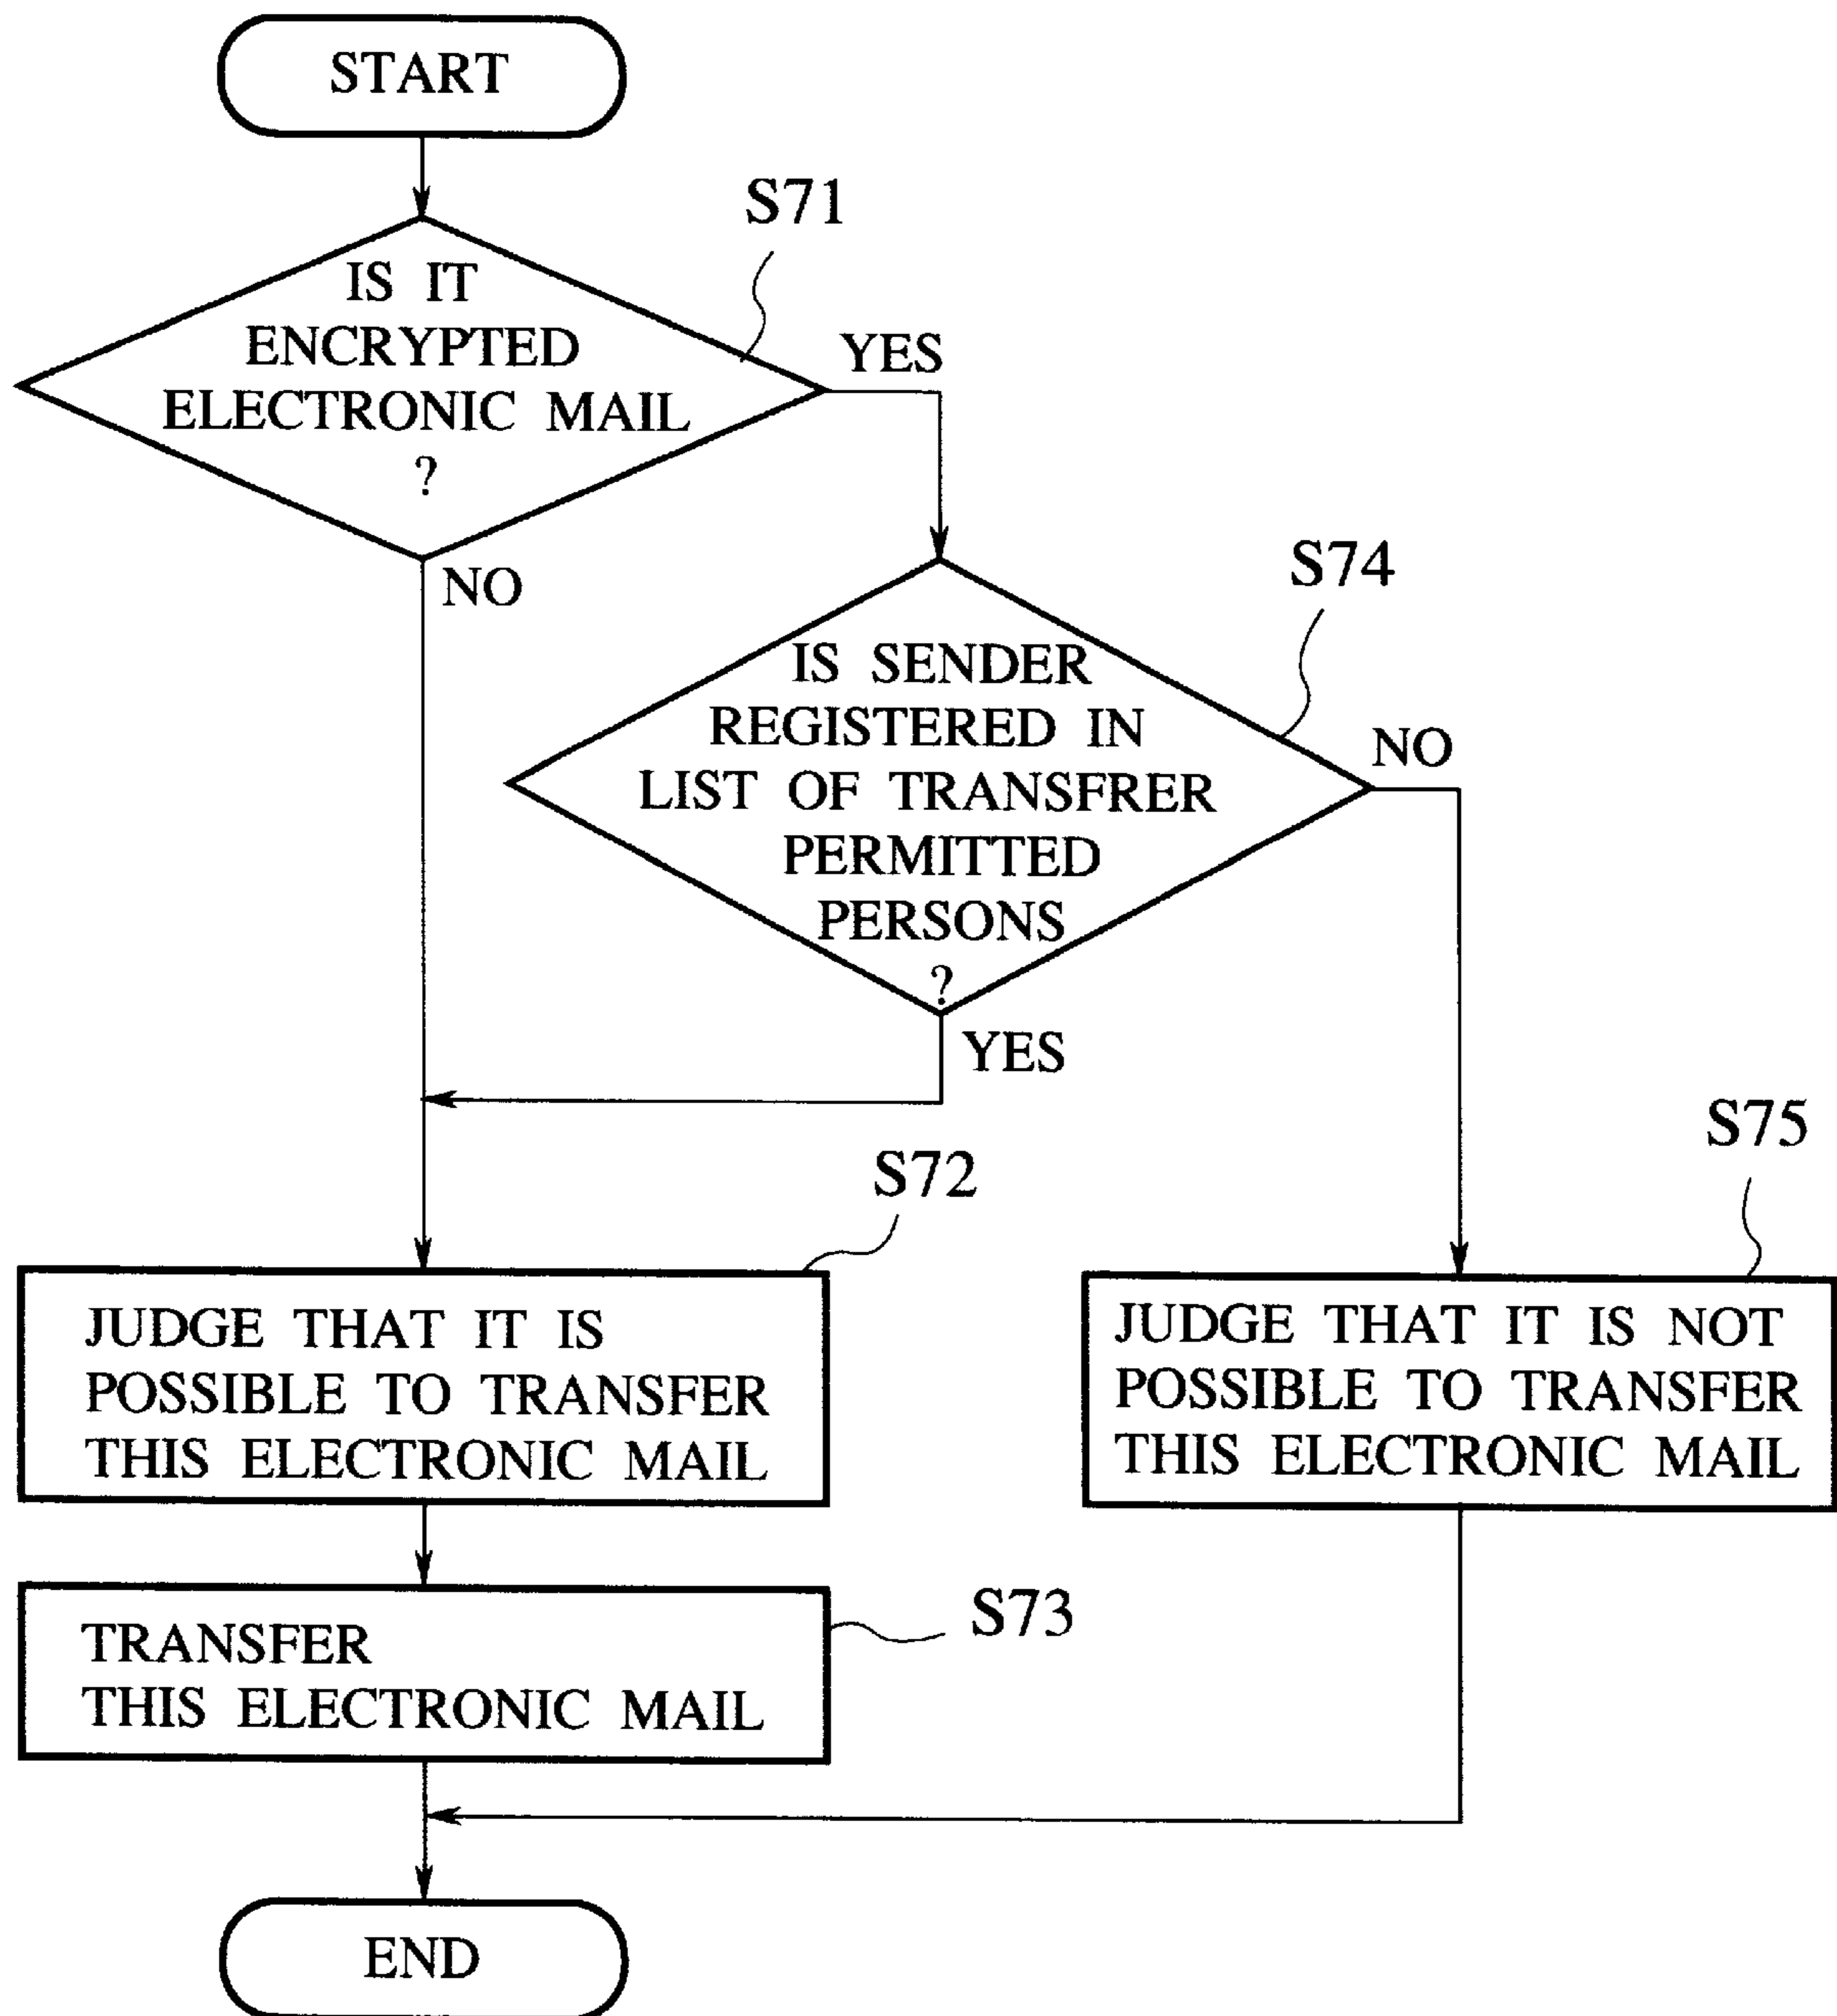 START
S71
IS IT
ENCRYPTED
ELECTRONIC MAIL
?
YES
NO
S74
IS SENDER
REGISTERED IN
LIST OF TRANSFRER
PERMITTED
PERSONS
?
NO
YES
S72
JUDGE THAT IT IS
POSSIBLE TO TRANSFER
THIS ELECTRONIC MAIL
S75
JUDGE THAT IT IS NOT
POSSIBLE TO TRANSFER
THIS ELECTRONIC MAIL
S73
TRANSFER
THIS ELECTRONIC MAIL
END